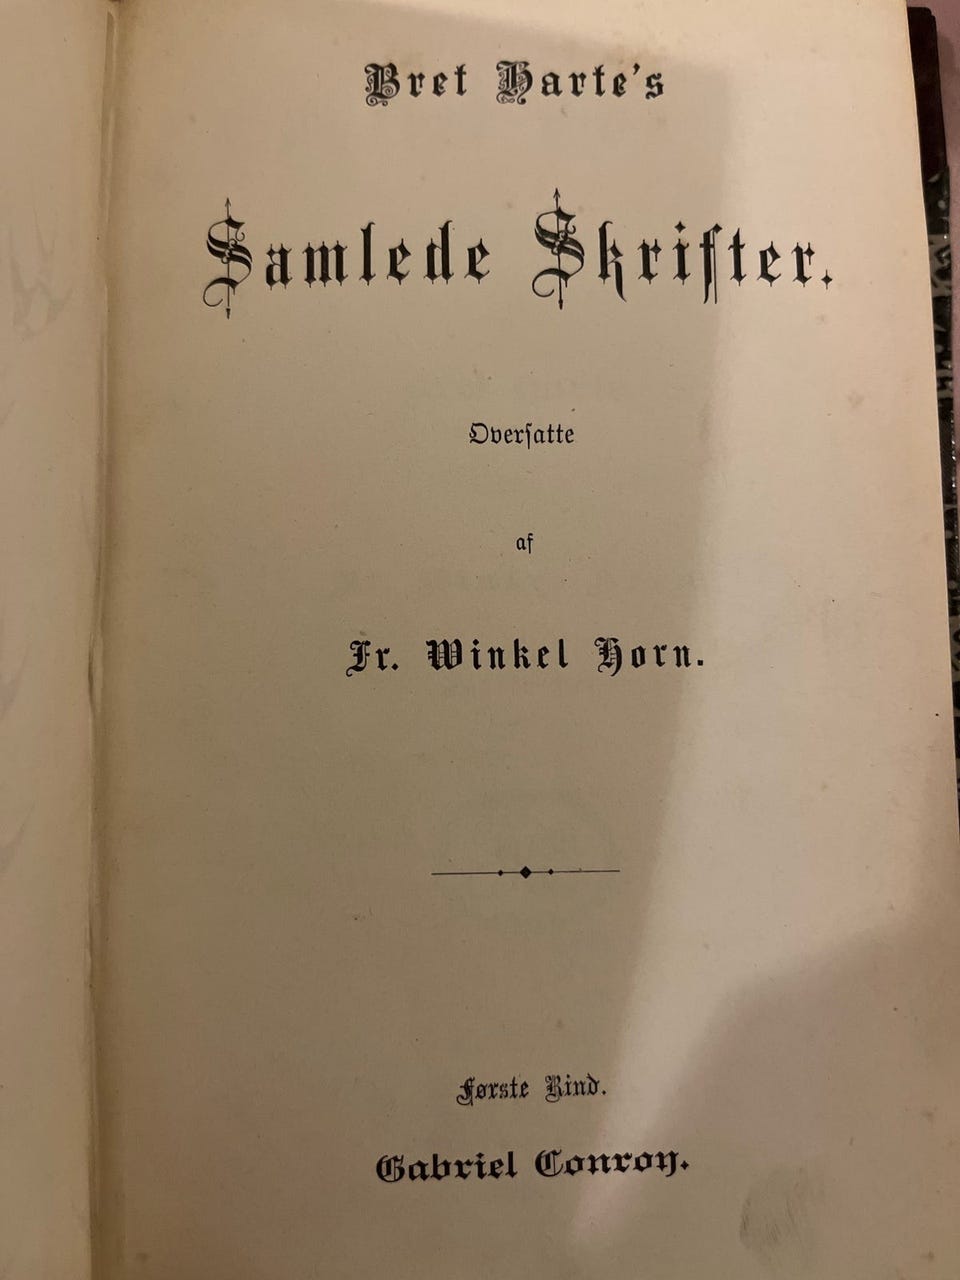 Bret Harte's
Samlede Skrifter.
Oversatte
af
Fr. Winkel Horn.
Første Bind.
Gabriel Conroy.